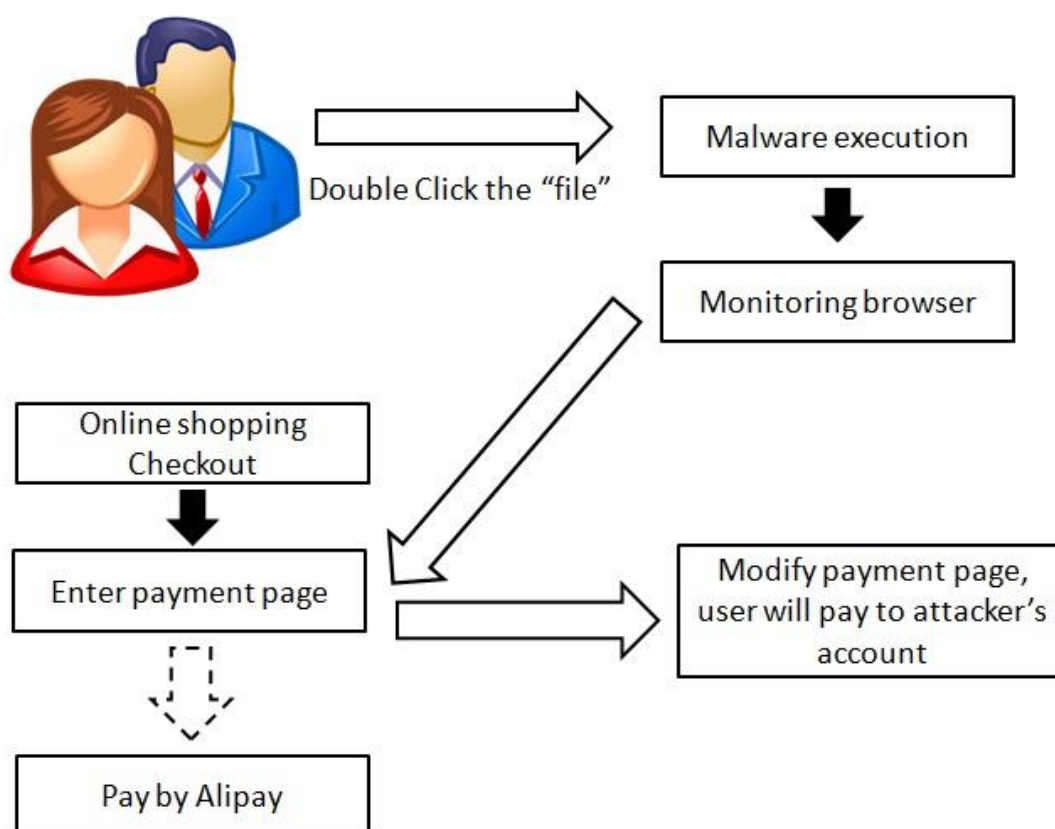 Double Click the “file”
Malware execution
Monitoring browser
Online shopping
Checkout
Enter payment page
Modify payment page,
user will pay to attacker’s
account
Pay by Alipay